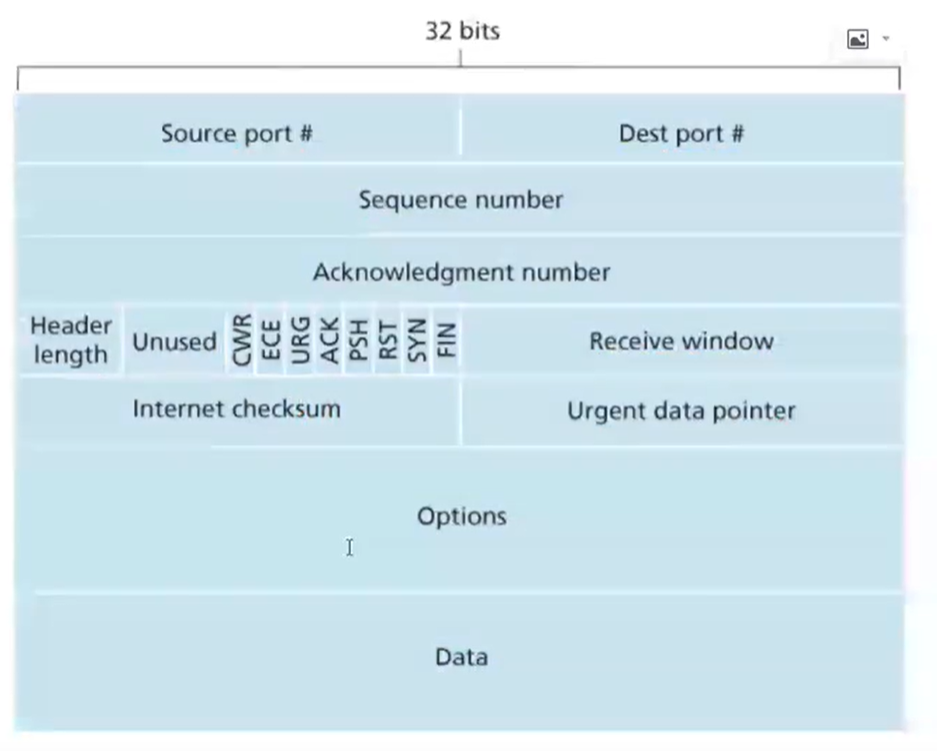 32 bits
Source port # Dest port #
Sequence number
Acknowledgment number
Header length Unused CWR ECE URG ACK PSH RST SYN FIN Receive window
Internet checksum Urgent data pointer
Options
Data